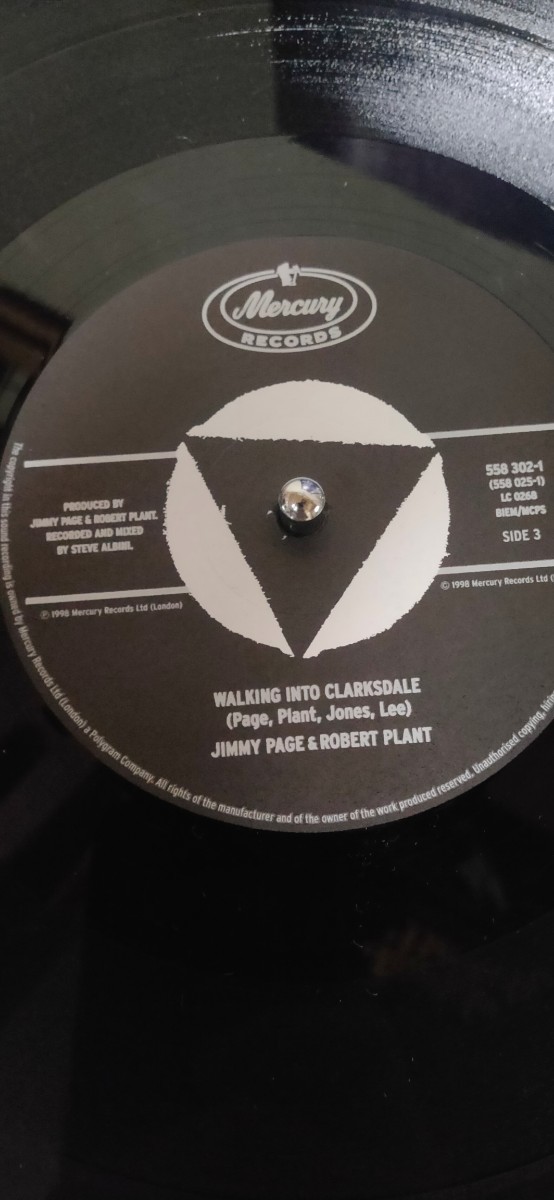 Mercury
RECORDS
PRODUCED BY
JIMMY PAGE & ROBERT PLANT.
RECORDED AND MIXED
BY STEVE ALBINI.
℗ 1998 Mercury Records Ltd (London)
558 302-1
(558 025-1)
LC 0268
BIEM/MCPS
SIDE 3
© 1998 Mercury Records Ltd
WALKING INTO CLARKSDALE
(Page, Plant, Jones, Lee)
JIMMY PAGE & ROBERT PLANT
The copyright in this sound recording is owned by Mercury Records Ltd (London) a Polygram Company. All rights of the manufacturer and of the owner of the work produced reserved. Unauthorised copying,